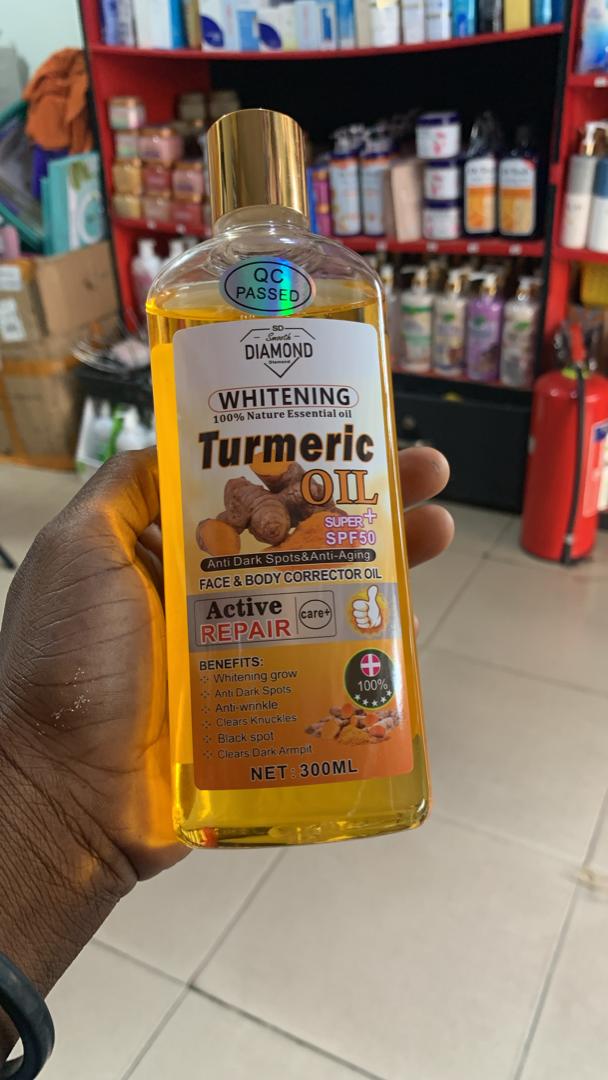 QC
PASSED
SD
Smooth
DIAMOND
Diamond
WHITENING
100% Nature Essential oil
Turmeric
OIL
SUPER+
SPF50
Anti Dark Spots&Anti-Aging
FACE & BODY CORRECTOR OIL
Active
REPAIR
care+
BENEFITS:
Whitening grow
Anti Dark Spots
Anti-wrinkle
Clears Knuckles
Black spot
Clears Dark Armpit
100%
NET:300ML